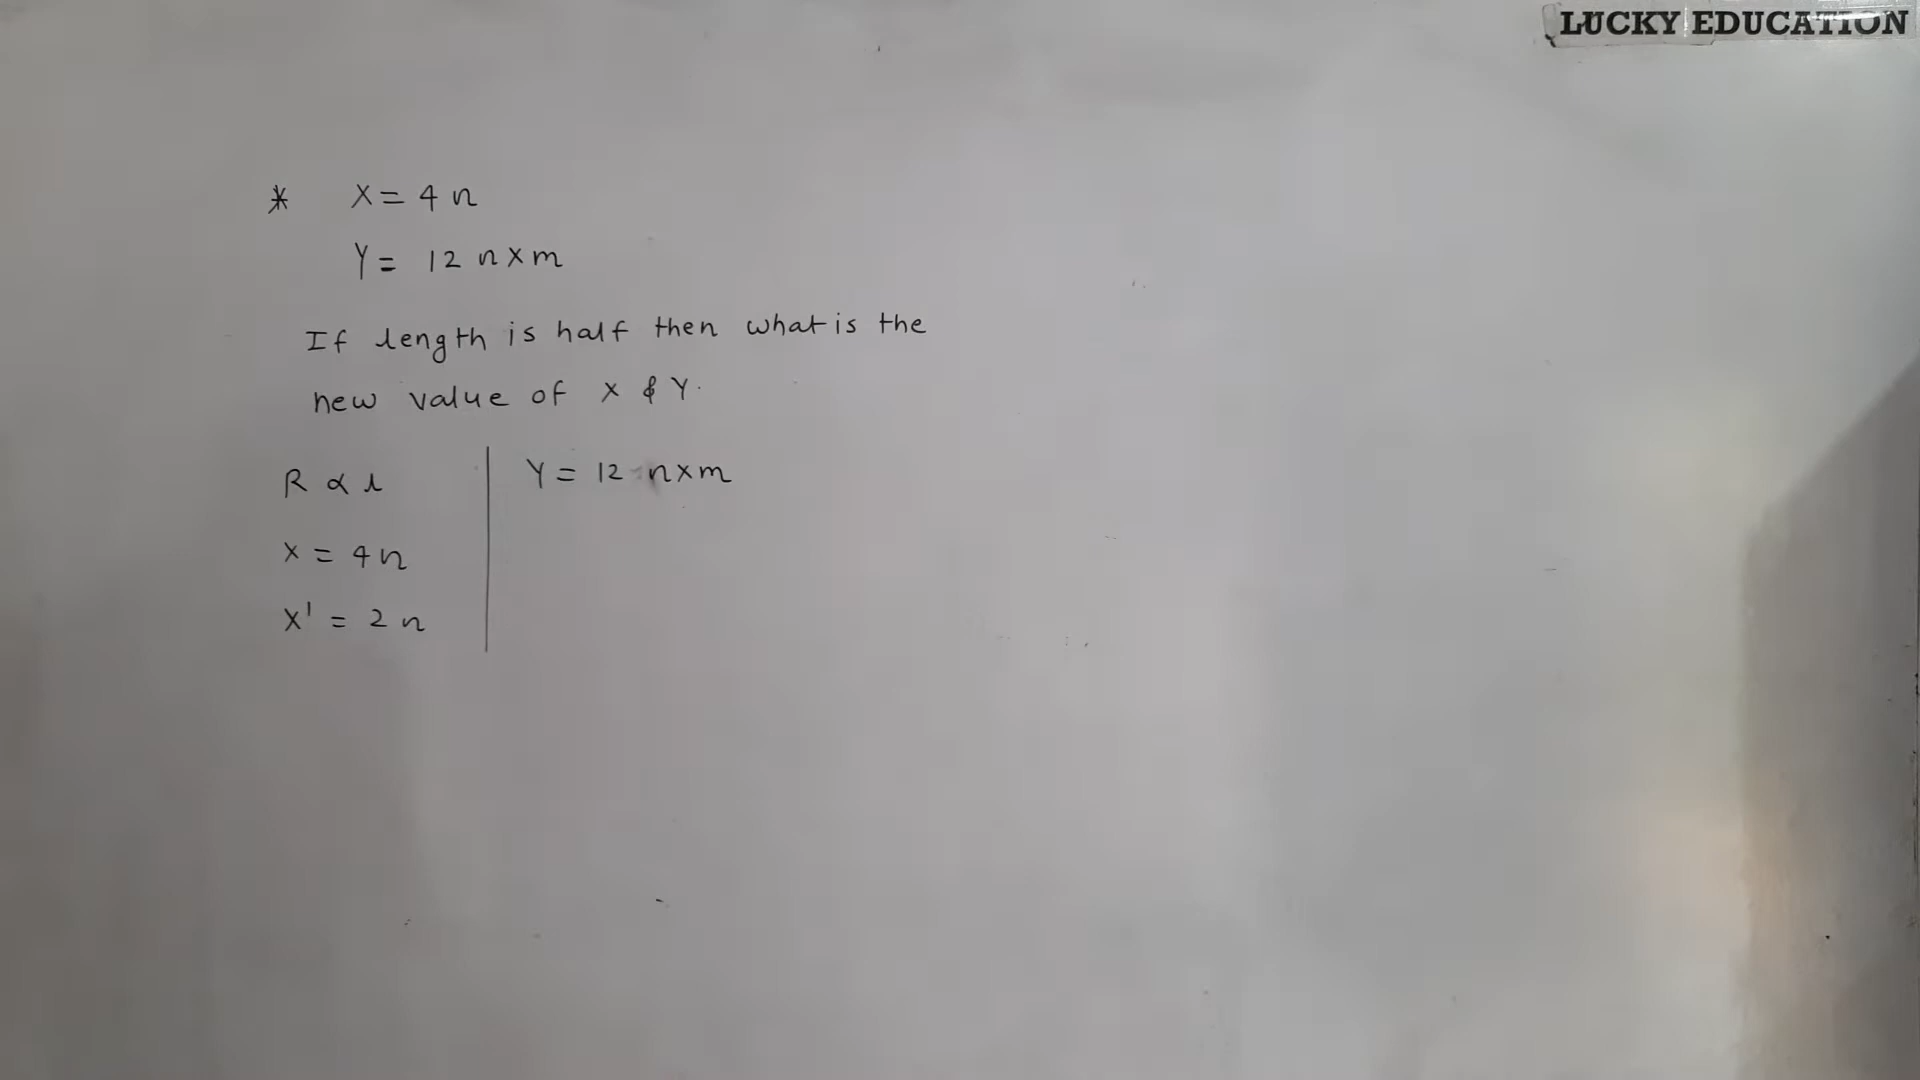 LUCKY EDUCATION
* X = 4 Ω
Y = 12 Ω x m
If length is half then what is the
new value of X & Y.
R ∝ l
X = 4 Ω
X' = 2 Ω
Y = 12 Ω x m